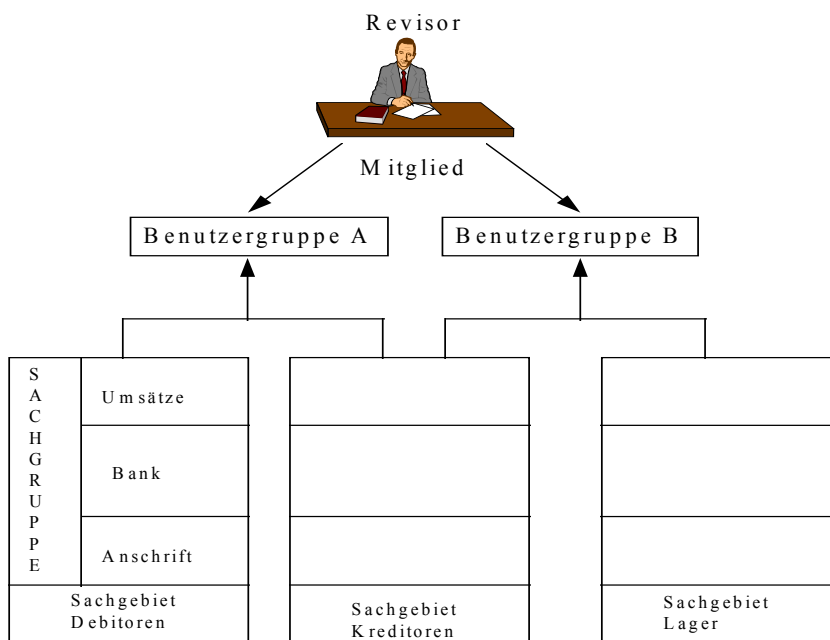 Revisor
Mitglied
Benutzergruppe A
Benutzergruppe B
SACHGRUPPE
Umsätze
Bank
Anschrift
Sachgebiet
Debitoren
Sachgebiet
Kreditoren
Sachgebiet
Lager